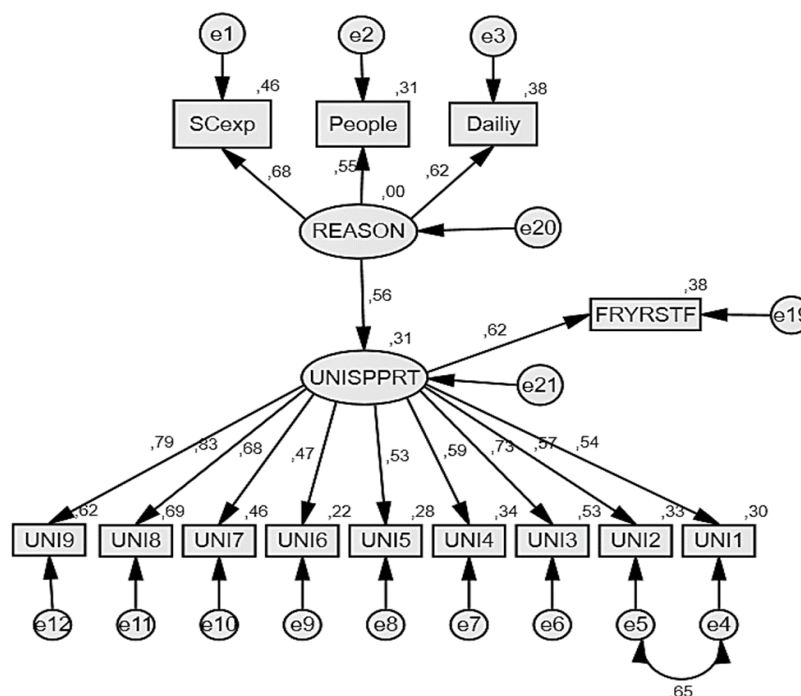 e1 e2 e3
,46 ,31 ,38
SCexp People Dailiy
,68 ,55 ,62
,00
REASON e20
,56
,38
FRYRSTF e19
,62
,31
UNISPPRT e21
,79 ,83 ,68 ,47 ,53 ,59 ,73 ,57 ,54
,62 ,69 ,46 ,22 ,28 ,34 ,53 ,33 ,30
UNI9 UNI8 UNI7 UNI6 UNI5 UNI4 UNI3 UNI2 UNI1
e12 e11 e10 e9 e8 e7 e6 e5 e4
,65